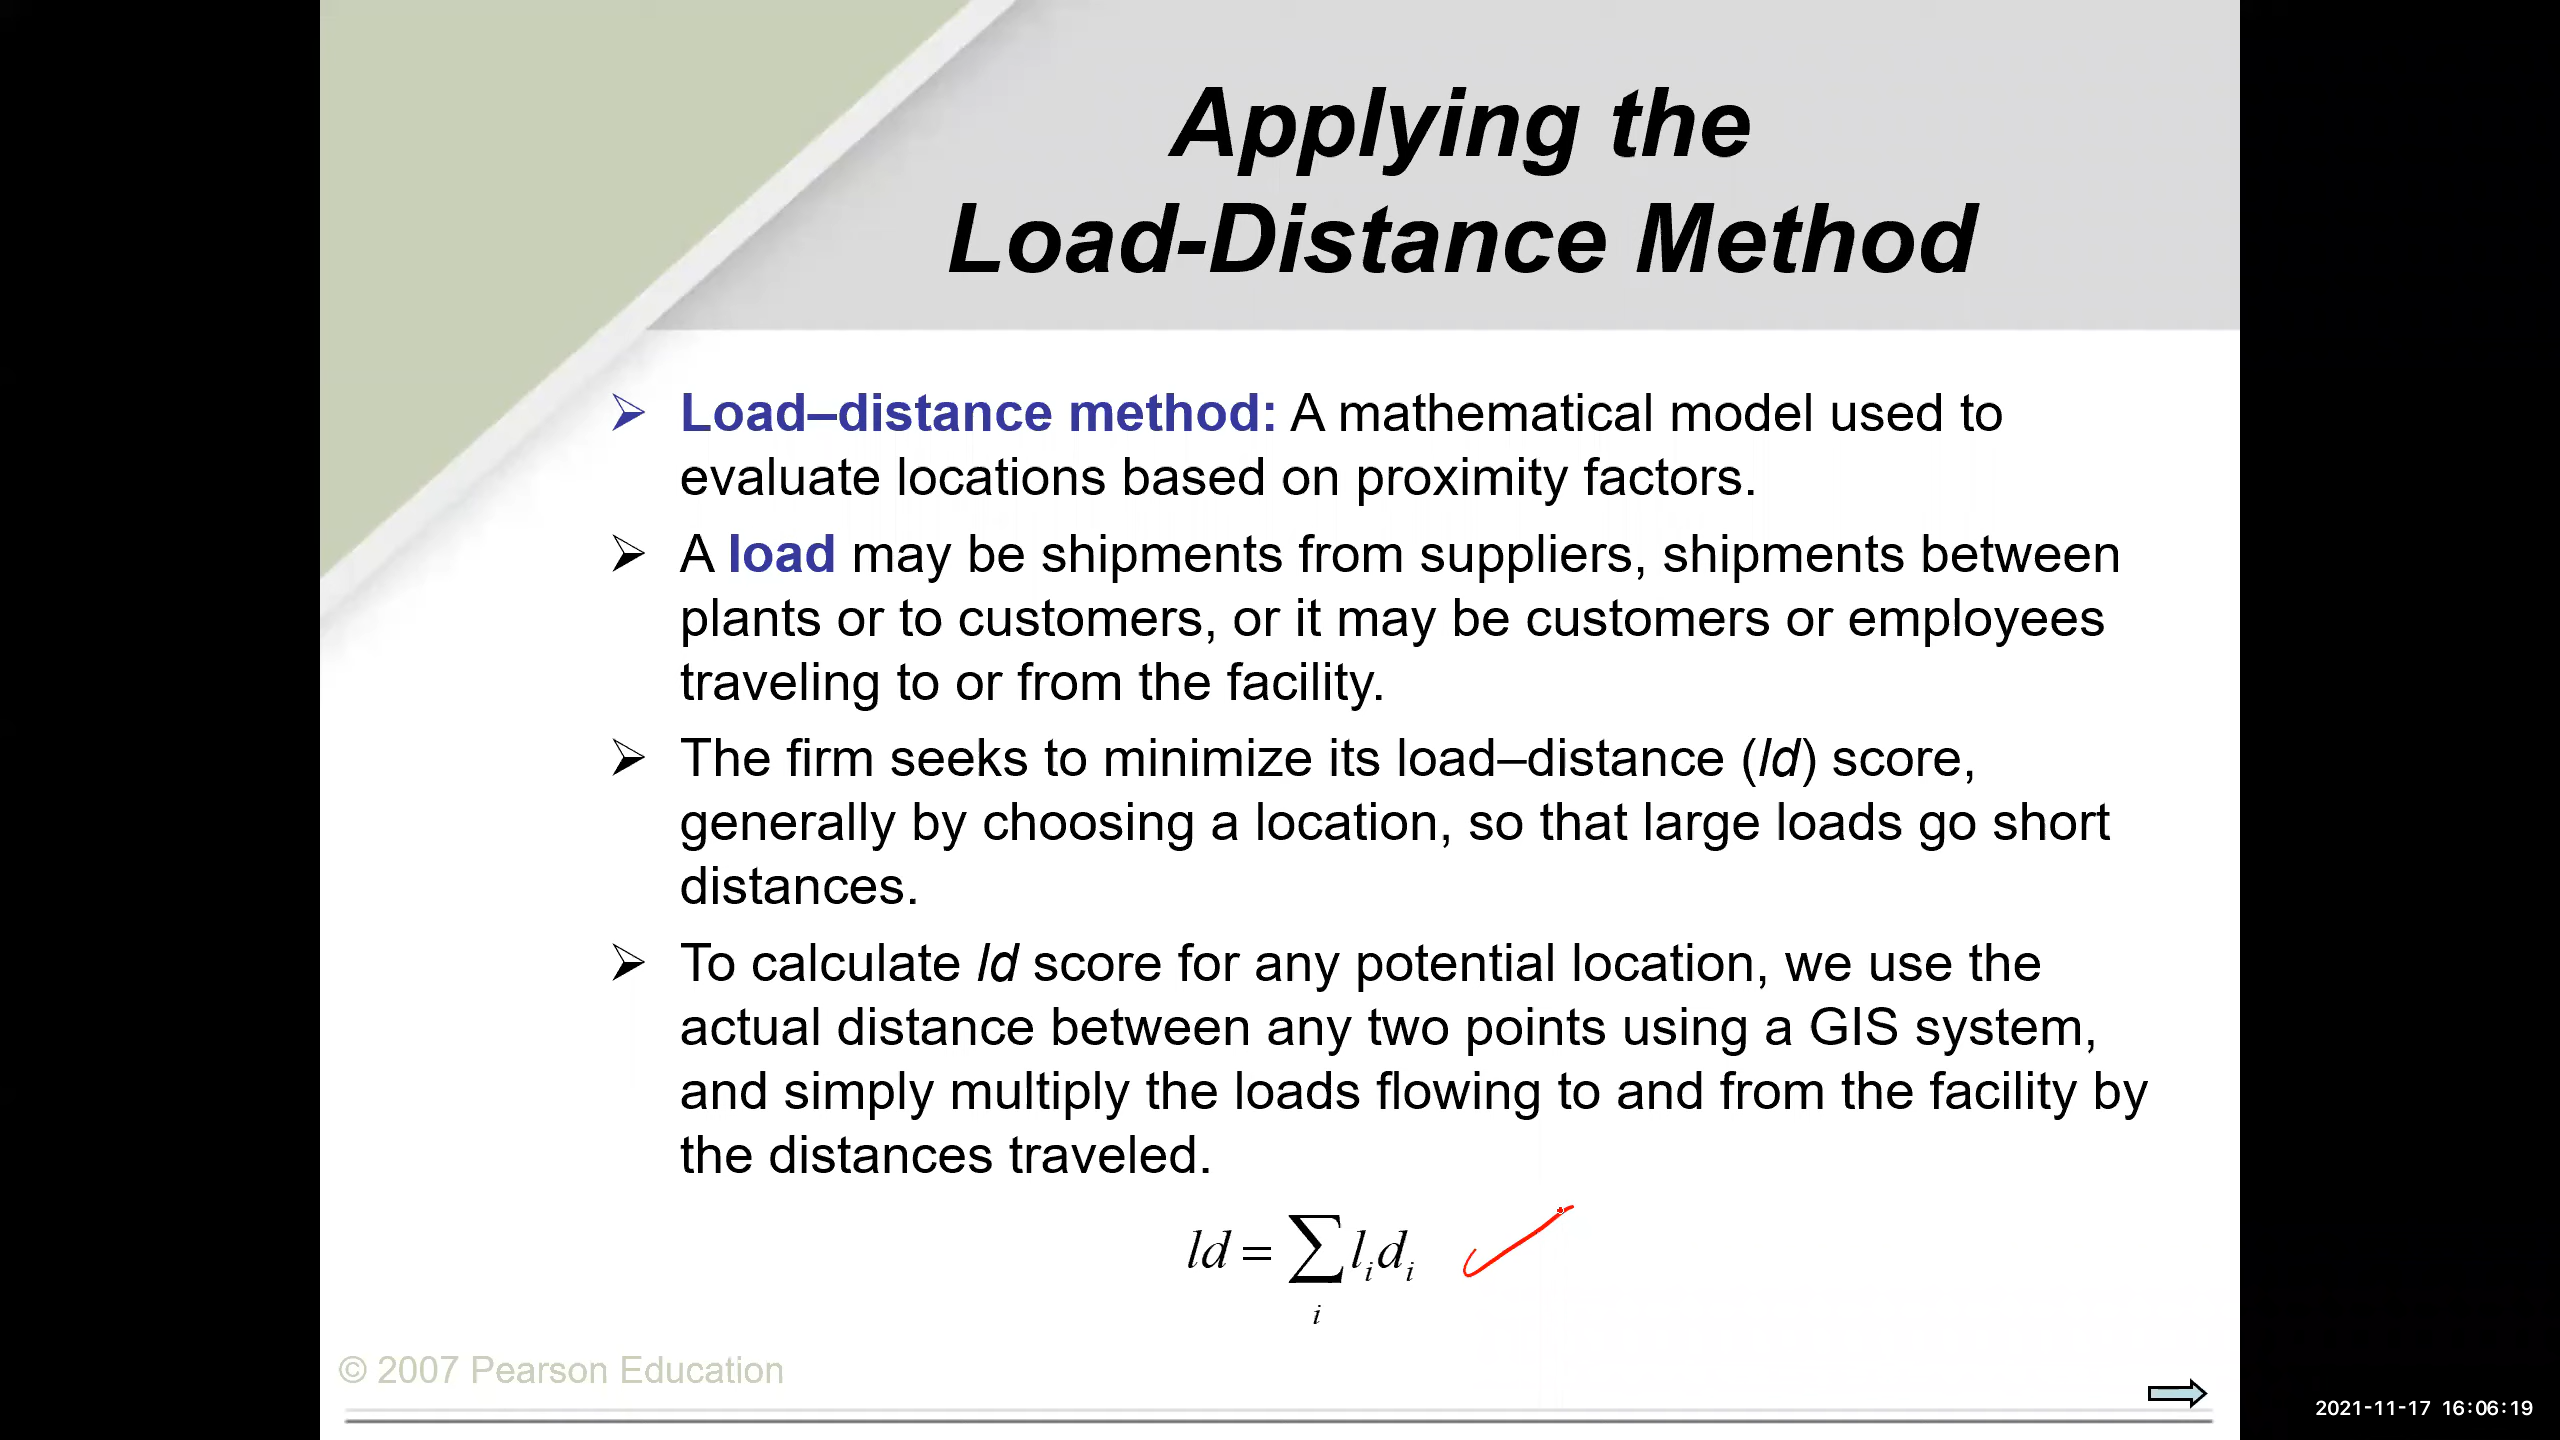 Applying the
Load-Distance Method
➢ Load–distance method: A mathematical model used to
evaluate locations based on proximity factors.
➢ A load may be shipments from suppliers, shipments between
plants or to customers, or it may be customers or employees
traveling to or from the facility.
➢ The firm seeks to minimize its load–distance (ld) score,
generally by choosing a location, so that large loads go short
distances.
➢ To calculate ld score for any potential location, we use the
actual distance between any two points using a GIS system,
and simply multiply the loads flowing to and from the facility by
the distances traveled.
ld = ∑ lᵢdᵢ
i
© 2007 Pearson Education
2021-11-17 16:06:19